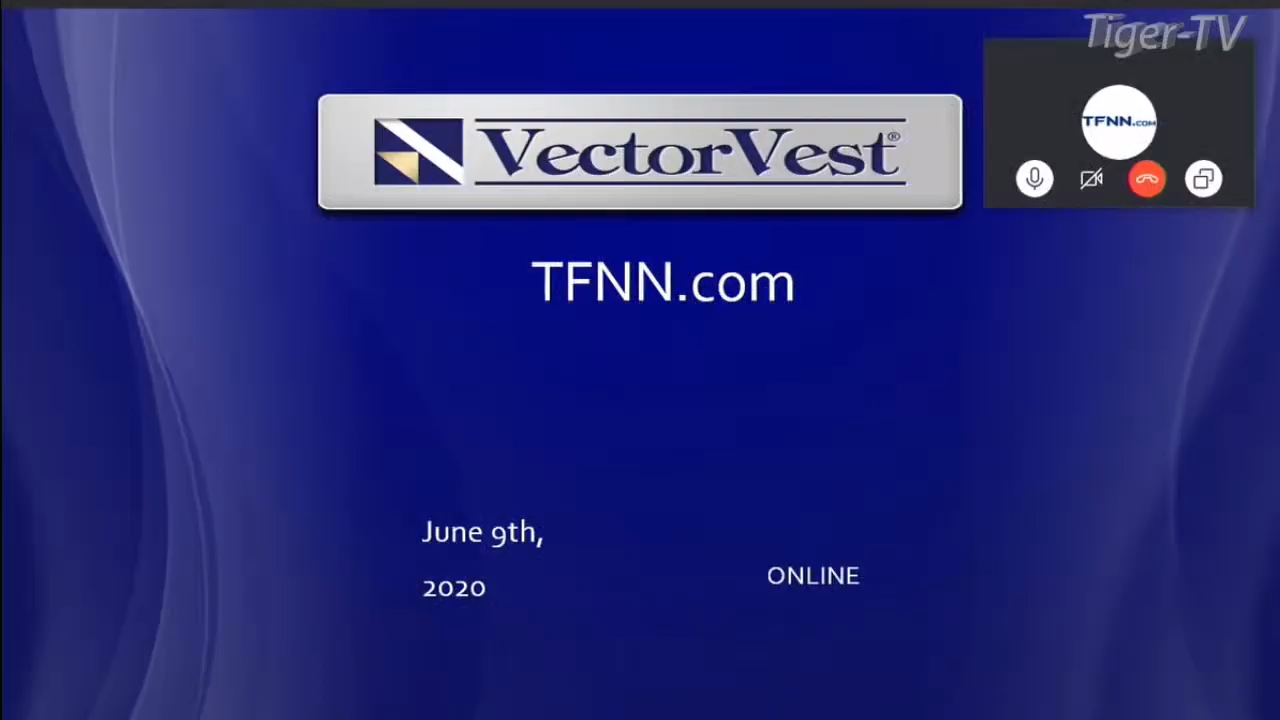 Tiger-TV
VectorVest®
TFNN.COM
TFNN.com
June 9th,
2020
ONLINE